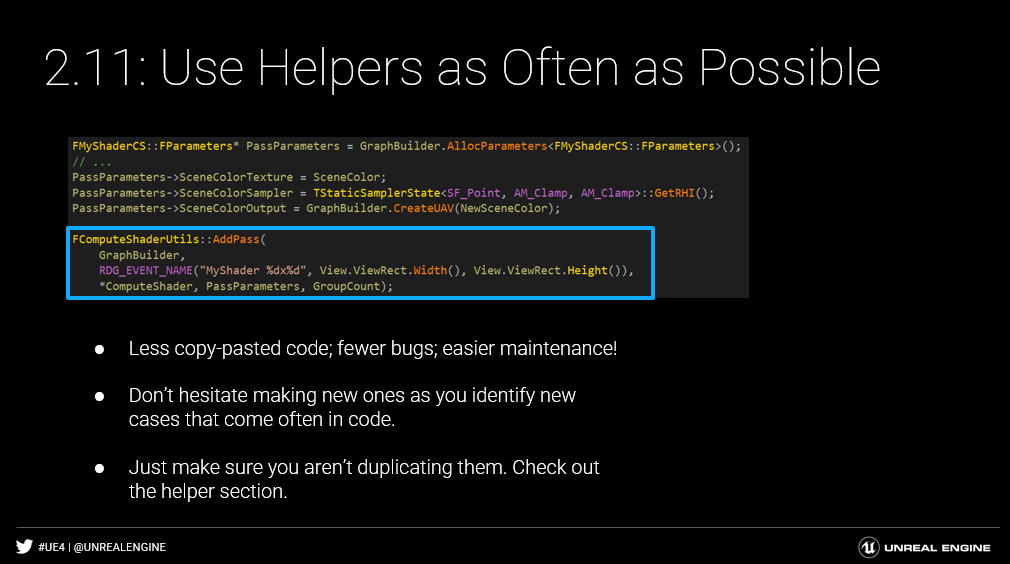 2.11: Use Helpers as Often as Possible
FMyShaderCS::FParameters* PassParameters = GraphBuilder.AllocParameters<FMyShaderCS::FParameters>();
// ...
PassParameters->SceneColorTexture = SceneColor;
PassParameters->SceneColorSampler = TStaticSamplerState<SF_Point, AM_Clamp, AM_Clamp>::GetRHI();
PassParameters->SceneColorOutput = GraphBuilder.CreateUAV(NewSceneColor);
FComputeShaderUtils::AddPass(
GraphBuilder,
RDG_EVENT_NAME("MyShader %dx%d", View.ViewRect.Width(), View.ViewRect.Height()),
*ComputeShader, PassParameters, GroupCount);
● Less copy-pasted code; fewer bugs; easier maintenance!
● Don’t hesitate making new ones as you identify new
cases that come often in code.
● Just make sure you aren’t duplicating them. Check out
the helper section.
#UE4 | @UNREALENGINE
UNREAL ENGINE